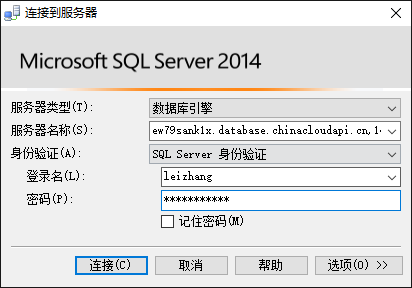 连接到服务器
Microsoft SQL Server 2014
服务器类型(T): 数据库引擎
服务器名称(S): ew79sank1x.database.chinacloudapi.cn,1
身份验证(A): SQL Server 身份验证
登录名(L): leizhang
密码(P): ***********
记住密码(M)
连接(C) 取消 帮助 选项(O) >>